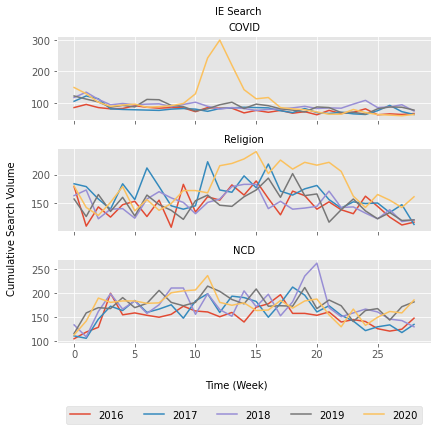 IE Search
COVID
300
200
100
Religion
200
150
Cumulative Search Volume
NCD
250
200
150
100
0 5 10 15 20 25
Time (Week)
2016 2017 2018 2019 2020